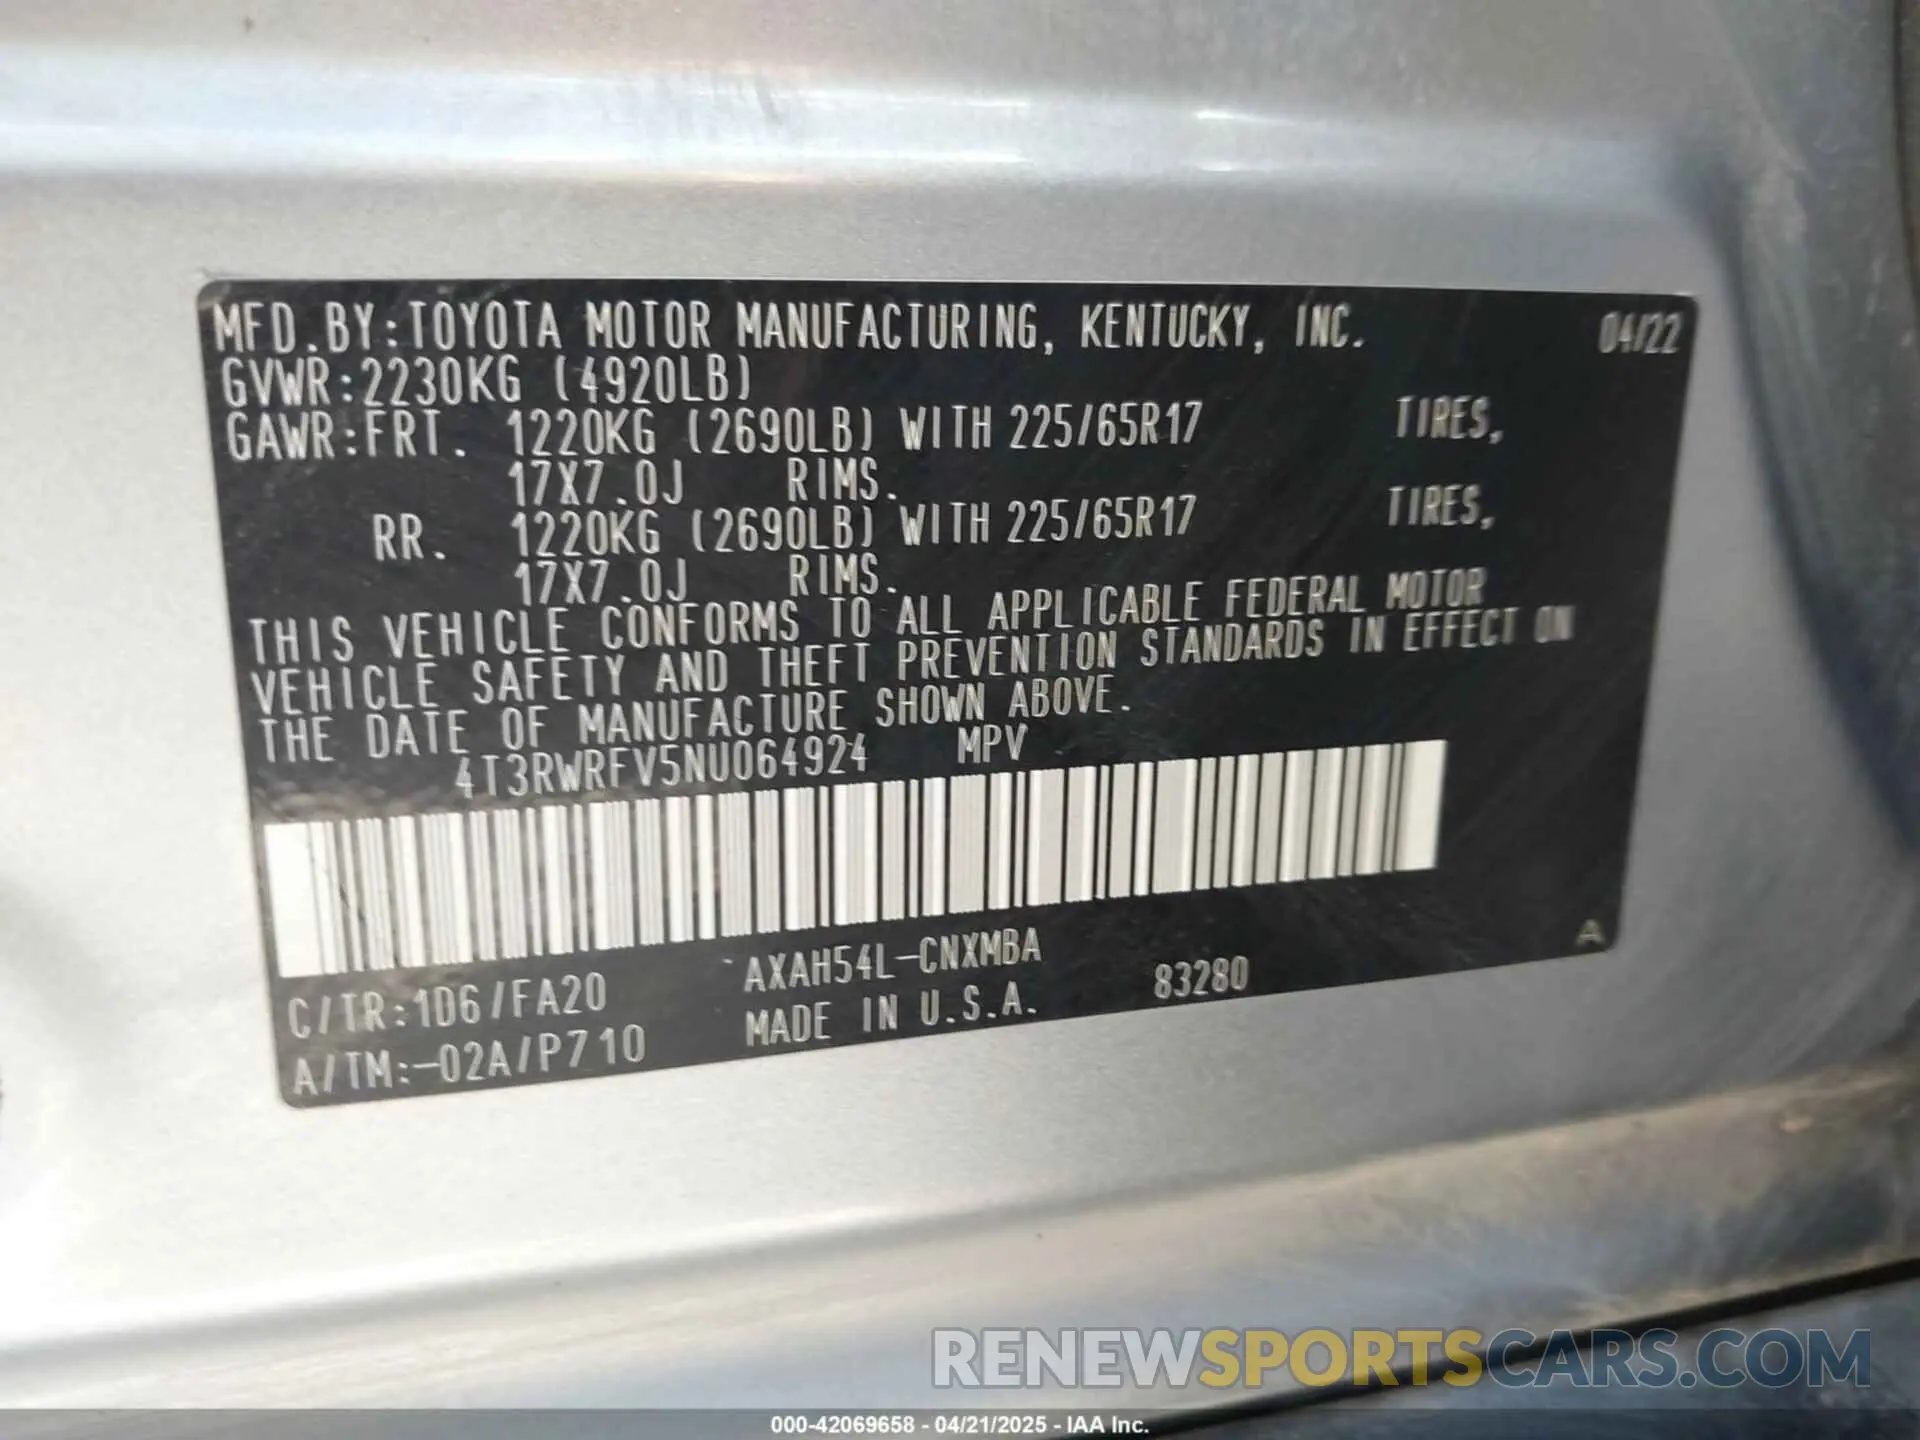 MFD.BY:TOYOTA MOTOR MANUFACTURING, KENTUCKY, INC. 04/22
GVWR:2230KG (4920LB)
GAWR:FRT. 1220KG (2690LB) WITH 225/65R17 TIRES,
17X7.0J RIMS.
RR. 1220KG (2690LB) WITH 225/65R17 TIRES,
17X7.0J RIMS.
THIS VEHICLE CONFORMS TO ALL APPLICABLE FEDERAL MOTOR
VEHICLE SAFETY AND THEFT PREVENTION STANDARDS IN EFFECT ON
THE DATE OF MANUFACTURE SHOWN ABOVE.
4T3RWRFV5NU064924 MPV
A
C/TR:1D6/FA20 AXAH54L-CNXMBA 83280
A/TM:-02A/P710 MADE IN U.S.A.
RENEWSPORTSCARS.COM
000-42069658 - 04/21/2025 - IAA Inc.